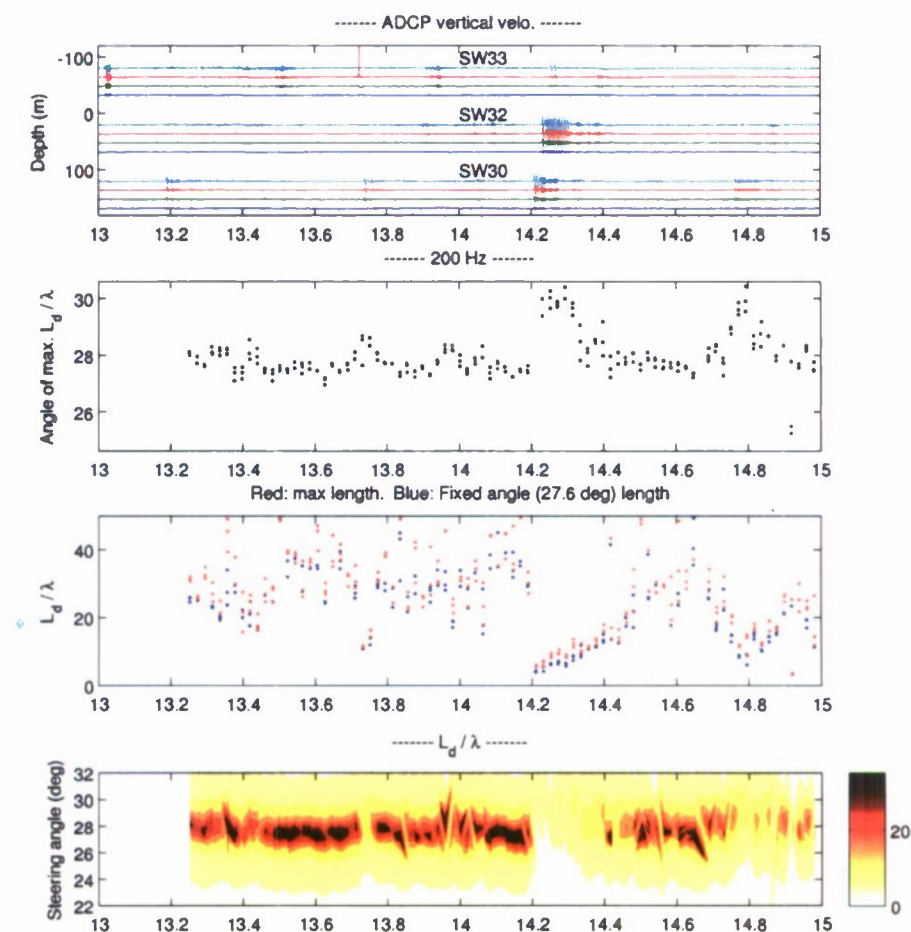 ------- ADCP vertical velo. -------
SW33
SW32
SW30
Depth (m)
-100
0
100
13 13.2 13.4 13.6 13.8 14 14.2 14.4 14.6 14.8 15
------- 200 Hz -------
Angle of max. L_d / λ
30
28
26
13 13.2 13.4 13.6 13.8 14 14.2 14.4 14.6 14.8 15
Red: max length. Blue: Fixed angle (27.6 deg) length
L_d / λ
40
20
0
13 13.2 13.4 13.6 13.8 14 14.2 14.4 14.6 14.8 15
------- L_d / λ -------
Steering angle (deg)
32
30
28
26
24
22
13 13.2 13.4 13.6 13.8 14 14.2 14.4 14.6 14.8 15
20
0